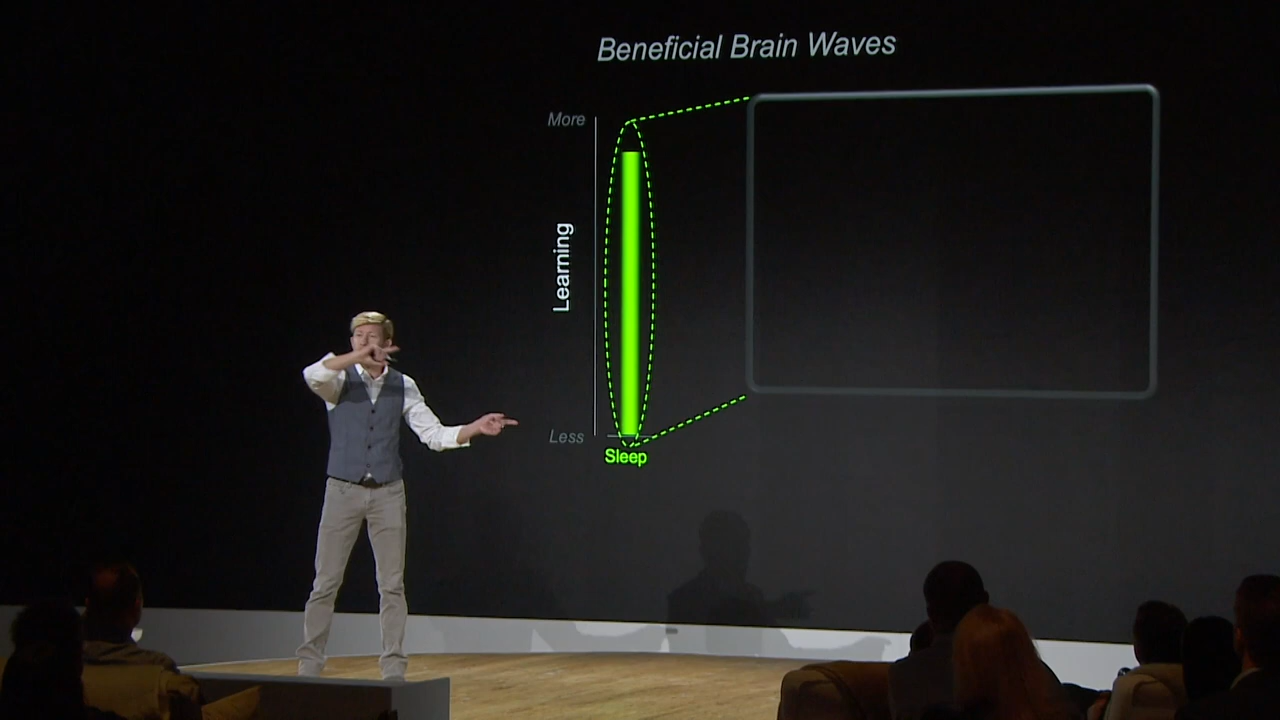 Beneficial Brain Waves
More
Learning
Less
Sleep